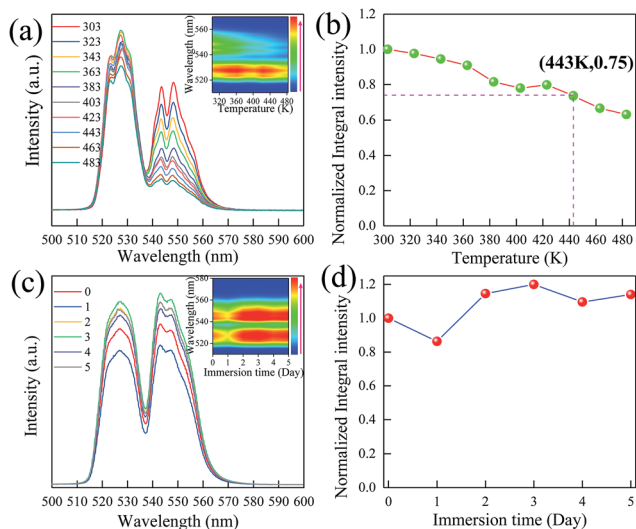 (a)
303
323
343
363
383
403
423
443
463
483
Intensity (a.u.)
500 510 520 530 540 550 560 570 580 590 600
Wavelength (nm)
Wavelength (nm)
560
540
520
320 360 400 440 480
Temperature (K)
(b)
Normalized Integral intensity
1.2
1.0
0.8
0.6
0.4
0.2
0.0
(443K,0.75)
300 320 340 360 380 400 420 440 460 480
Temperature (K)
(c)
0
1
2
3
4
5
Intensity (a.u.)
500 510 520 530 540 550 560 570 580 590 600
Wavelength (nm)
Wavelength (nm)
580
560
540
520
0 1 2 3 4 5
Immersion time (Day)
(d)
Normalized Integral intensity
1.2
1.0
0.8
0.6
0.4
0.2
0.0
0 1 2 3 4 5
Immersion time (Day)